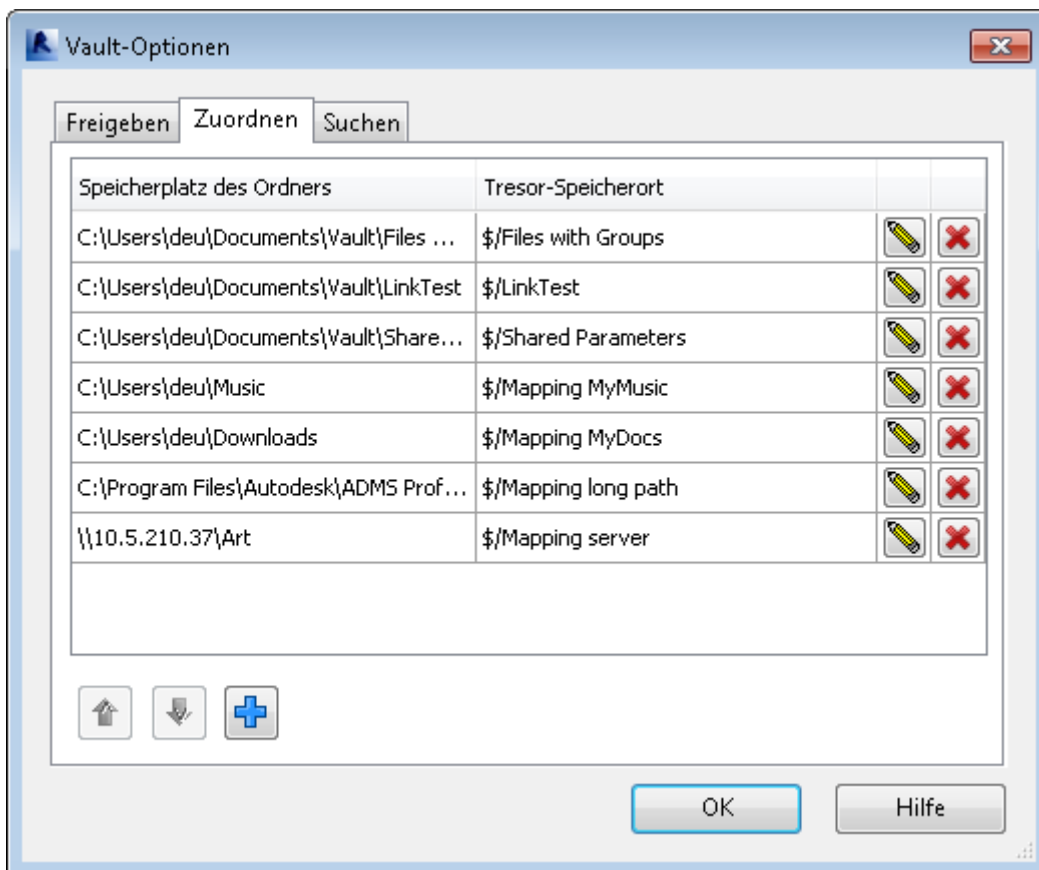 Vault-Optionen
Freigeben Zuordnen Suchen
Speicherplatz des Ordners Tresor-Speicherort
C:\Users\deu\Documents\Vault\Files ... $/Files with Groups
C:\Users\deu\Documents\Vault\LinkTest $/LinkTest
C:\Users\deu\Documents\Vault\Share... $/Shared Parameters
C:\Users\deu\Music $/Mapping MyMusic
C:\Users\deu\Downloads $/Mapping MyDocs
C:\Program Files\Autodesk\ADMS Prof... $/Mapping long path
\\10.5.210.37\Art $/Mapping server
OK Hilfe